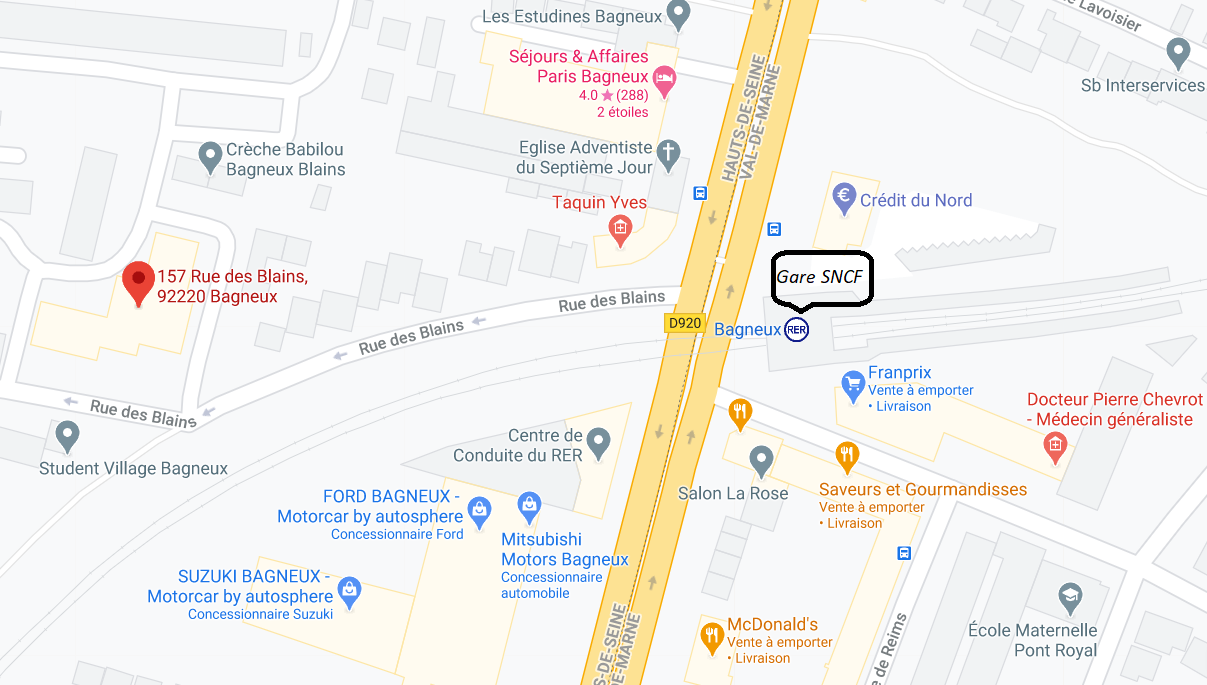 Les Estudines Bagneux
Lavoisier
Séjours & Affaires
Paris Bagneux
4.0 ★ (288)
2 étoiles
HAUTS-DE-SEINE
VAL-DE-MARNE
Sb Interservices
Crèche Babilou
Bagneux Blains
Eglise Adventiste
du Septième Jour
Taquin Yves
€ Crédit du Nord
157 Rue des Blains,
92220 Bagneux
Gare SNCF
Rue des Blains
D920
Bagneux RER
Rue des Blains
Franprix
Vente à emporter
• Livraison
Rue des Blains
Docteur Pierre Chevrot
- Médecin généraliste
Student Village Bagneux
Centre de
Conduite du RER
Salon La Rose
Saveurs et Gourmandisses
Vente à emporter
• Livraison
FORD BAGNEUX -
Motorcar by autosphere
Concessionnaire Ford
Mitsubishi
Motors Bagneux
Concessionnaire
automobile
SUZUKI BAGNEUX -
Motorcar by autosphere
Concessionnaire Suzuki
S-DE-SEINE
DE-MARNE
McDonald's
Vente à emporter
• Livraison
e de Reims
École Maternelle
Pont Royal